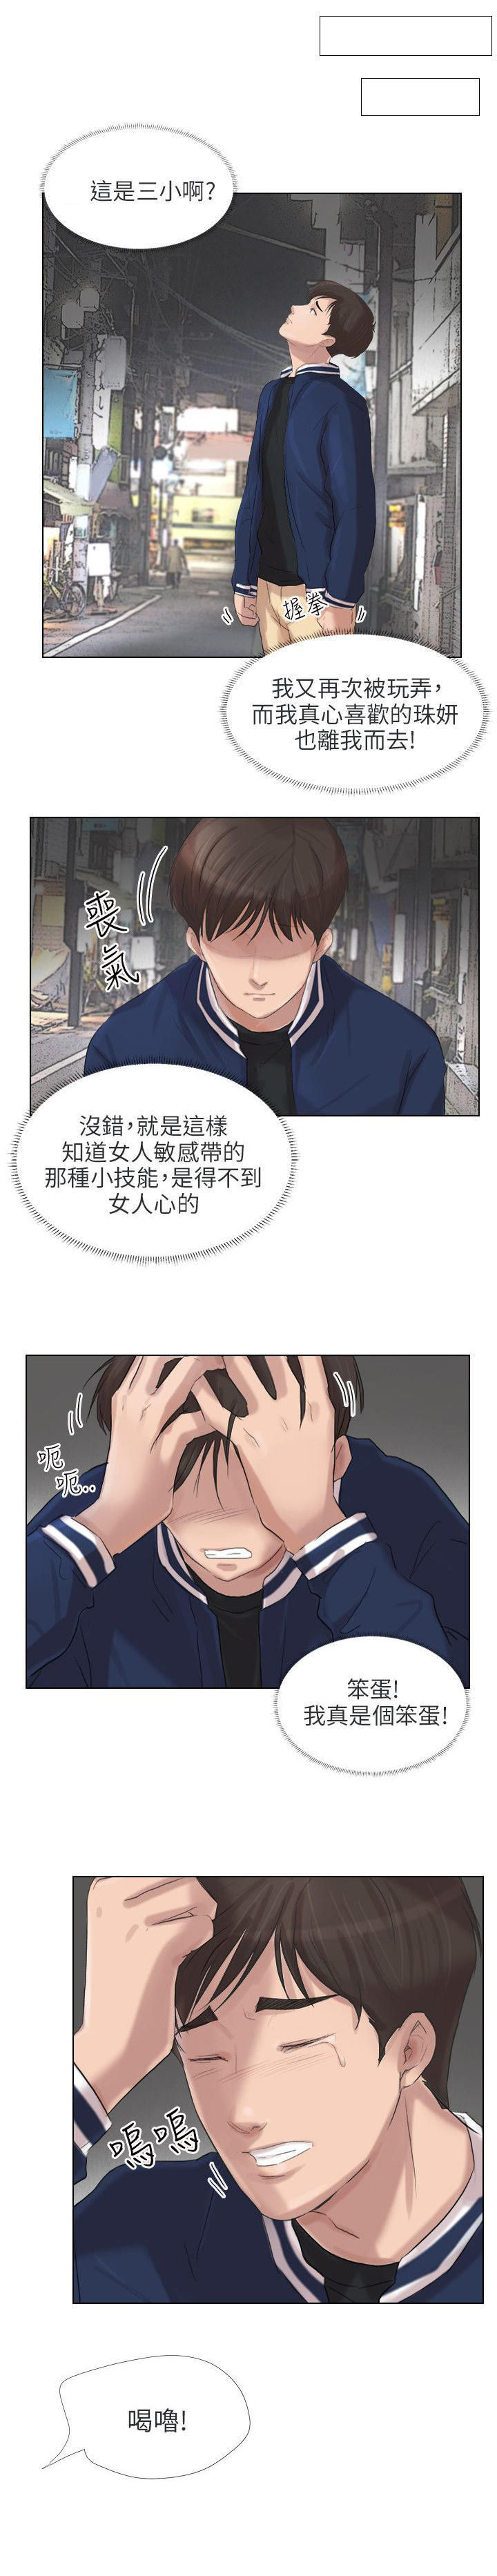 這是三小啊?
握拳
我又再次被玩弄,
而我真心喜歡的珠妍
也離我而去!
喪氣
沒錯,就是這樣
知道女人敏感帶的
那種小技能,是得不到
女人心的
呃
呃..
笨蛋!
我真是個笨蛋!
嗚嗚
喝嚕!